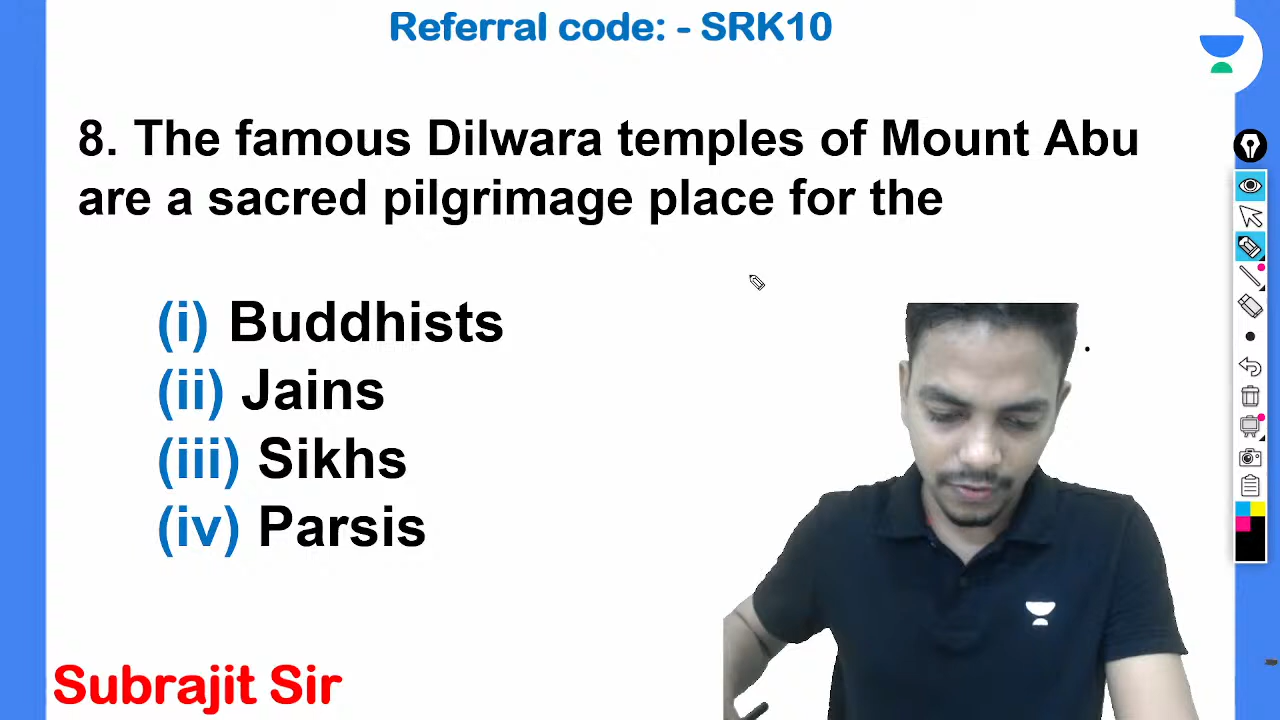 Referral code: - SRK10
8. The famous Dilwara temples of Mount Abu
are a sacred pilgrimage place for the
(i) Buddhists
(ii) Jains
(iii) Sikhs
(iv) Parsis
Subrajit Sir